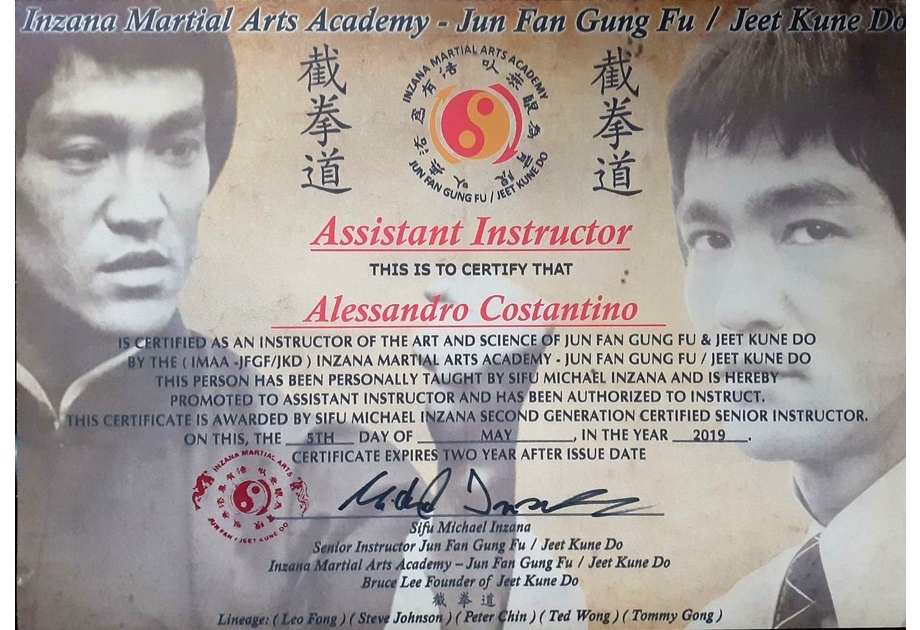 Inzana Martial Arts Academy - Jun Fan Gung Fu / Jeet Kune Do
截拳道
INZANA MARTIAL ARTS ACADEMY
JUN FAN GUNG FU / JEET KUNE DO
截拳道
Assistant Instructor
THIS IS TO CERTIFY THAT
Alessandro Costantino
IS CERTIFIED AS AN INSTRUCTOR OF THE ART AND SCIENCE OF JUN FAN GUNG FU & JEET KUNE DO
BY THE ( IMAA -JFGF/JKD ) INZANA MARTIAL ARTS ACADEMY - JUN FAN GUNG FU / JEET KUNE DO
THIS PERSON HAS BEEN PERSONALLY TAUGHT BY SIFU MICHAEL INZANA AND IS HEREBY
PROMOTED TO ASSISTANT INSTRUCTOR AND HAS BEEN AUTHORIZED TO INSTRUCT.
THIS CERTIFICATE IS AWARDED BY SIFU MICHAEL INZANA SECOND GENERATION CERTIFIED SENIOR INSTRUCTOR.
ON THIS, THE 5TH DAY OF MAY, IN THE YEAR 2019.
CERTIFICATE EXPIRES TWO YEAR AFTER ISSUE DATE
INZANA MARTIAL ARTS
JUN FAN / JEET KUNE DO
Sifu Michael Inzana
Senior Instructor Jun Fan Gung Fu / Jeet Kune Do
Inzana Martial Arts Academy – Jun Fan Gung Fu / Jeet Kune Do
Bruce Lee Founder of Jeet Kune Do
截拳道
Lineage: ( Leo Fong ) ( Steve Johnson ) ( Peter Chin ) ( Ted Wong ) ( Tommy Gong )